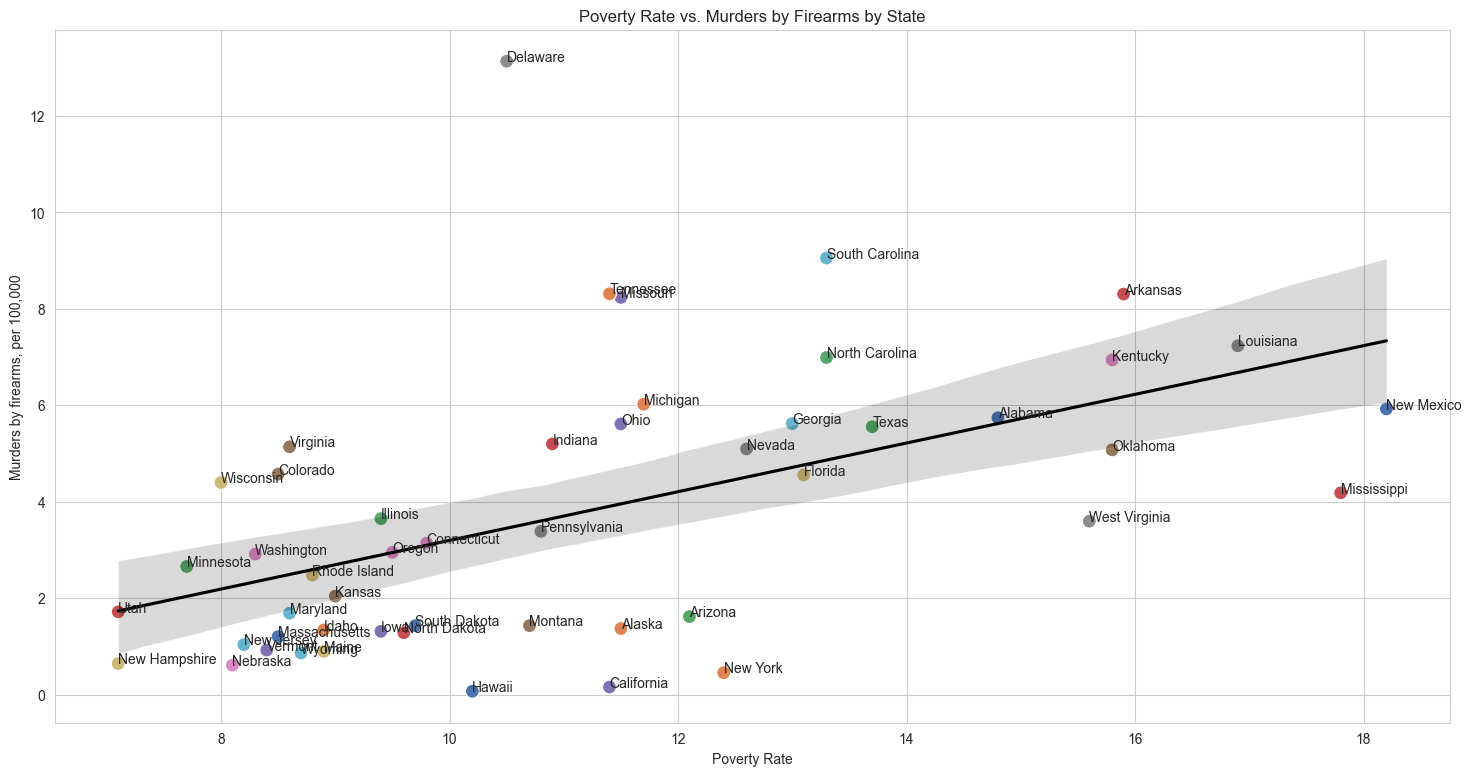 Poverty Rate vs. Murders by Firearms by State
Delaware
12
10
South Carolina
Tennessee
Missouri
Arkansas
8
Louisiana
North Carolina
Kentucky
Michigan
New Mexico
6
Ohio
Georgia
Texas
Alabama
Virginia
Indiana
Nevada
Oklahoma
Colorado
Wisconsin
Florida
Mississippi
4
Illinois
Pennsylvania
West Virginia
Connecticut
Washington
Oregon
Minnesota
Rhode Island
Kansas
2
Utah
Maryland
Arizona
Idaho
South Dakota
Montana
Massachusetts
Iowa
North Dakota
Alaska
New Jersey
Vermont
Wyoming
Maine
New Hampshire
Nebraska
New York
Hawaii
California
0
8
10
12
14
16
18
Poverty Rate
Murders by firearms, per 100,000